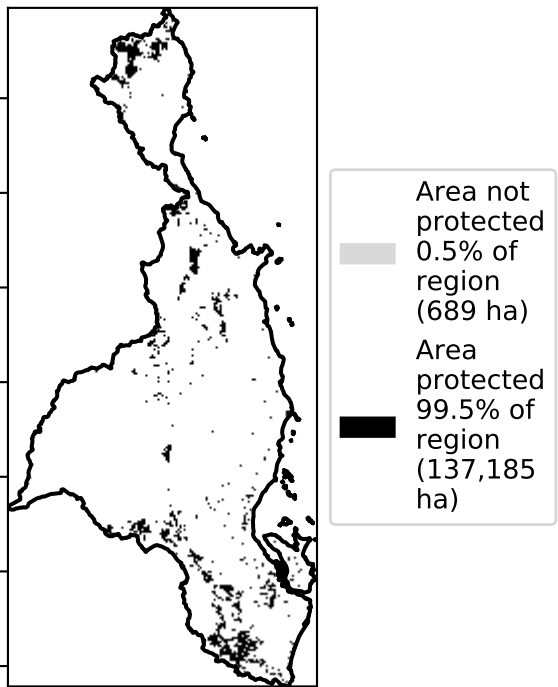 Area not
protected
0.5% of
region
(689 ha)
Area
protected
99.5% of
region
(137,185
ha)